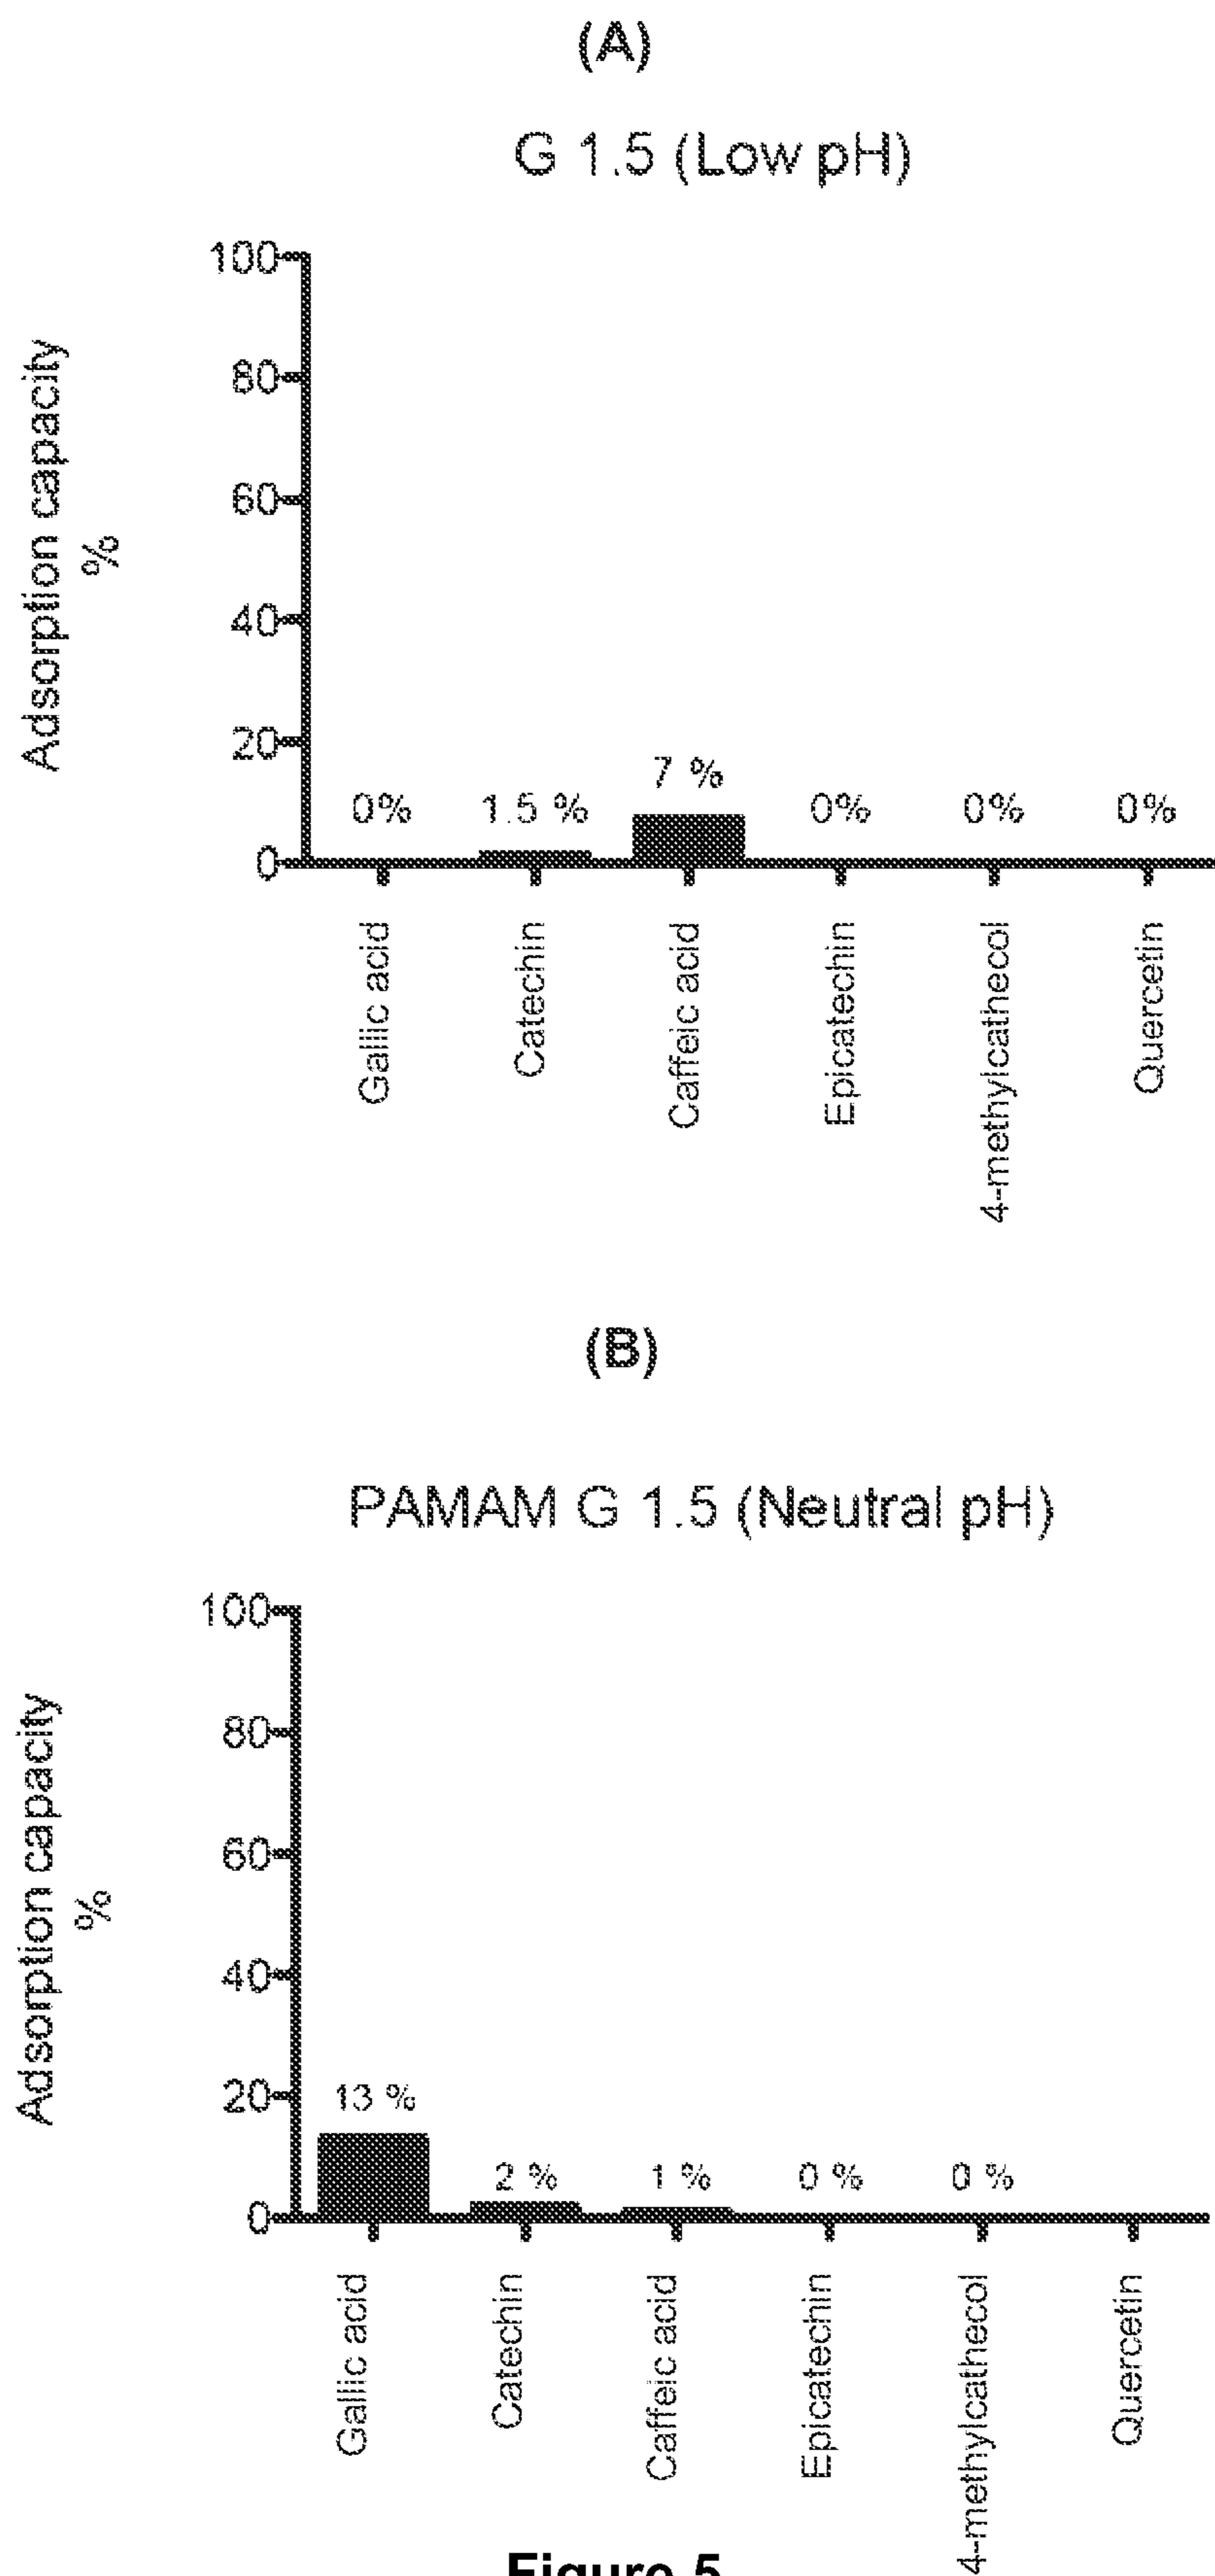 (A)
G 1.5 (Low pH)
Adsorption capacity
%
100
80
60
40
20
0
0%
1.5 %
7 %
0%
0%
0%
Gallic acid
Catechin
Caffeic acid
Epicatechin
4-methylcathecol
Quercetin
(B)
PAMAM G 1.5 (Neutral pH)
Adsorption capacity
%
100
80
60
40
20
0
13 %
2 %
1 %
0 %
0 %
Gallic acid
Catechin
Caffeic acid
Epicatechin
4-methylcathecol
Quercetin
Figure 5